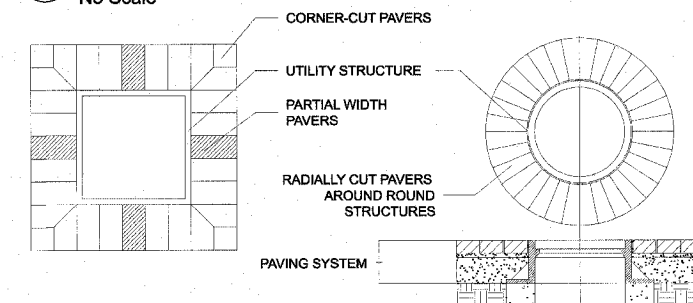 No Scale
CORNER-CUT PAVERS
UTILITY STRUCTURE
PARTIAL WIDTH
PAVERS
RADIALLY CUT PAVERS
AROUND ROUND
STRUCTURES
PAVING SYSTEM